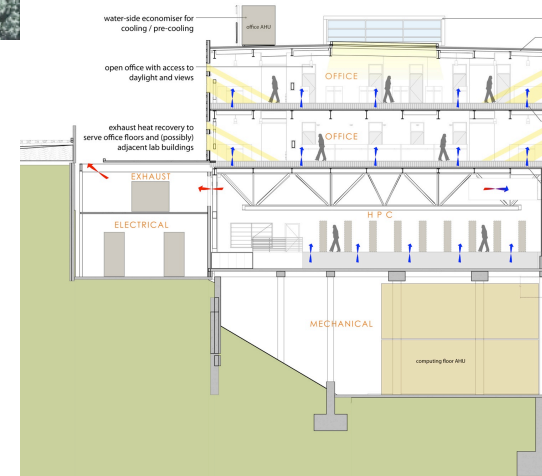 water-side economiser for
cooling / pre-cooling
office AHU
open office with access to
daylight and views
OFFICE
exhaust heat recovery to
serve office floors and (possibly)
adjacent lab buildings
OFFICE
EXHAUST
ELECTRICAL
HPC
MECHANICAL
computing floor AHU